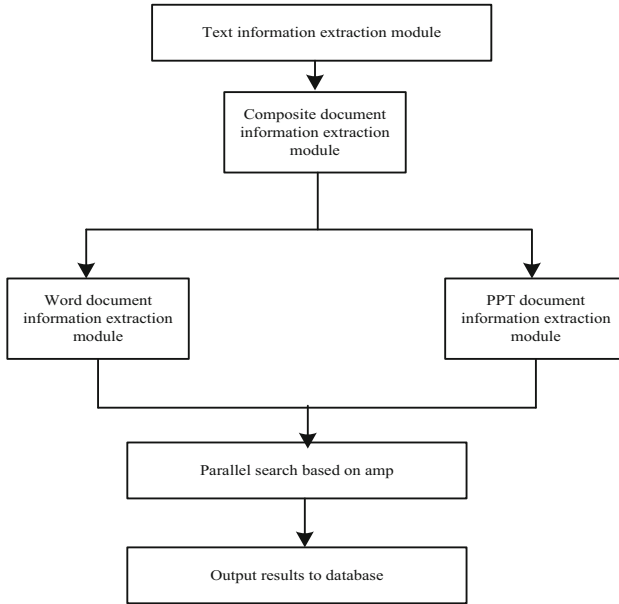 Text information extraction module
Composite document
information extraction
module
Word document
information extraction
module
PPT document
information extraction
module
Parallel search based on amp
Output results to database